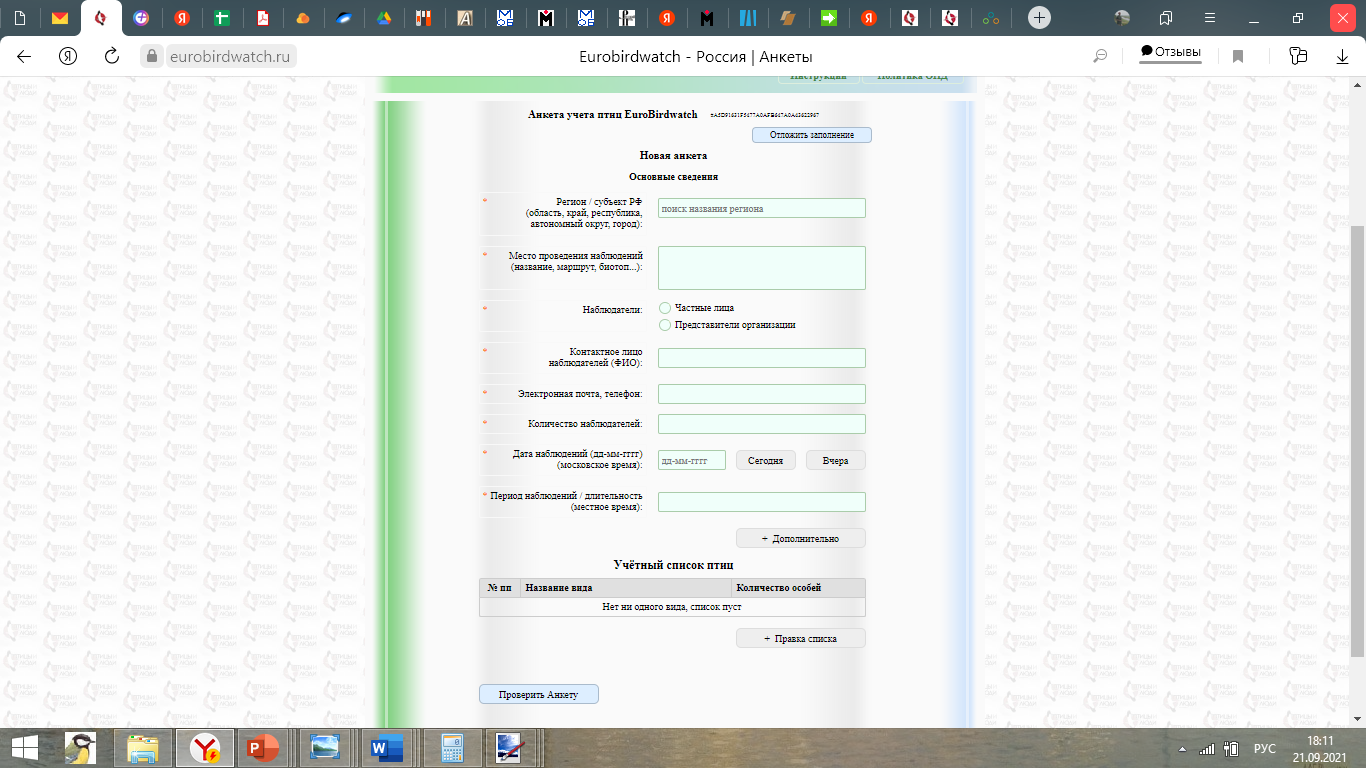 eurobirdwatch.ru
Eurobirdwatch - Россия | Анкеты
Отзывы
Инструкции
Политика ОПД
Анкета учета птиц EuroBirdwatch
Отложить заполнение
Новая анкета
Основные сведения
* Регион / субъект РФ
(область, край, республика,
автономный округ, город):
поиск названия региона
* Место проведения наблюдений
(название, маршрут, биотоп...):
* Наблюдатели:
Частные лица
Представители организации
* Контактное лицо
наблюдателей (ФИО):
* Электронная почта, телефон:
* Количество наблюдателей:
* Дата наблюдений (дд-мм-гггг)
(московское время):
дд-мм-гггг
Сегодня
Вчера
* Период наблюдений / длительность
(местное время):
+ Дополнительно
Учётный список птиц
№ пп Название вида Количество особей
Нет ни одного вида, список пуст
+ Правка списка
Проверить Анкету
РУС
18:11
21.09.2021